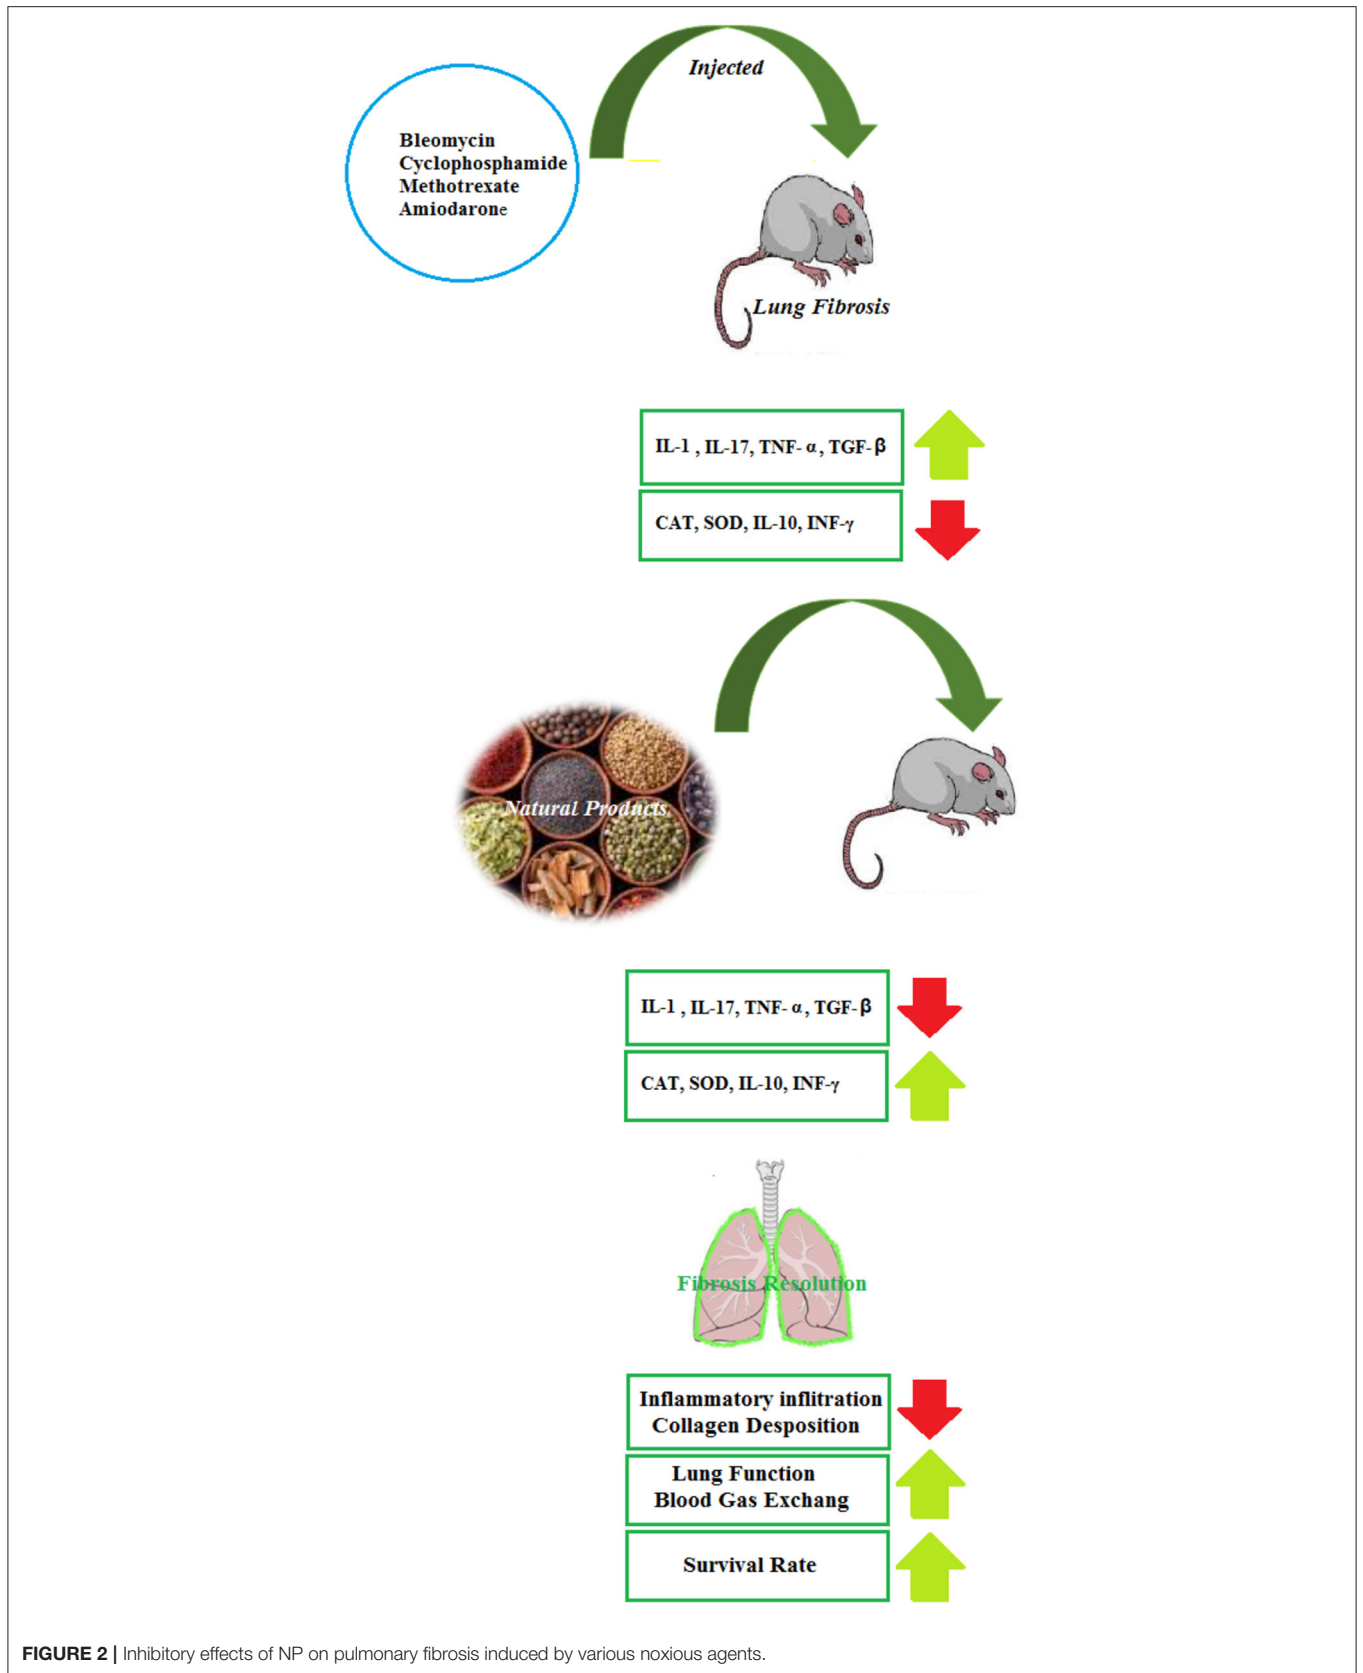 Injected
Bleomycin
Cyclophosphamide
Methotrexate
Amiodarone
Lung Fibrosis
IL-1 , IL-17, TNF- α, TGF-β
CAT, SOD, IL-10, INF-γ
Natural Products
IL-1 , IL-17, TNF- α, TGF-β
CAT, SOD, IL-10, INF-γ
Fibrosis Resolution
Inflammatory inflitration
Collagen Desposition
Lung Function
Blood Gas Exchang
Survival Rate
FIGURE 2 | Inhibitory effects of NP on pulmonary fibrosis induced by various noxious agents.